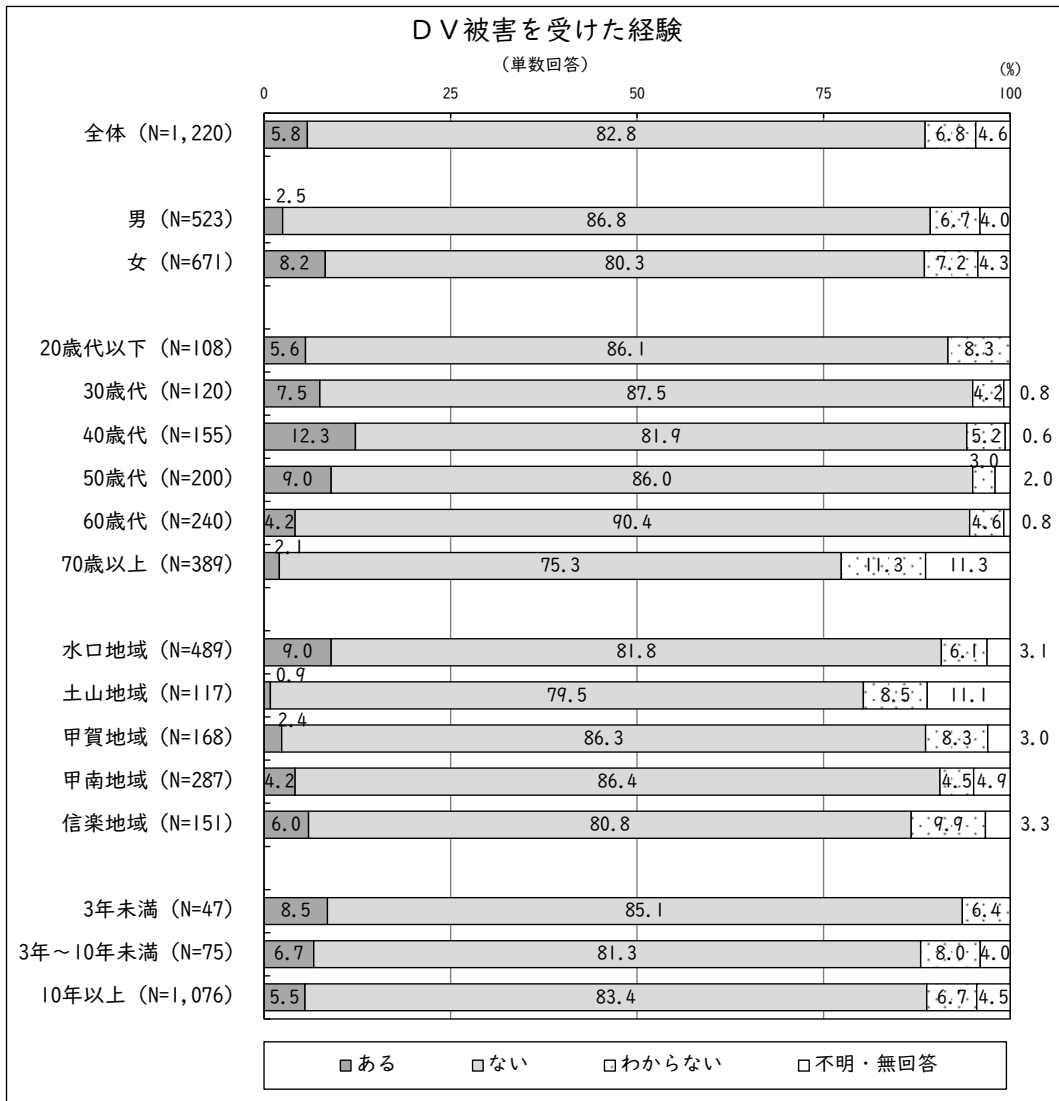 ＤＶ被害を受けた経験
(単数回答)
(%)
0 25 50 75 100
全体 (N=1,220) 5.8 82.8 6.8 4.6
2.5
男 (N=523) 86.8 6.7 4.0
女 (N=671) 8.2 80.3 7.2 4.3
20歳代以下 (N=108) 5.6 86.1 8.3
30歳代 (N=120) 7.5 87.5 4.2 0.8
40歳代 (N=155) 12.3 81.9 5.2 0.6
3.0
50歳代 (N=200) 9.0 86.0 2.0
60歳代 (N=240) 4.2 90.4 4.6 0.8
2.1
70歳以上 (N=389) 75.3 11.3 11.3
水口地域 (N=489) 9.0 81.8 6.1 3.1
0.9
土山地域 (N=117) 79.5 8.5 11.1
2.4
甲賀地域 (N=168) 86.3 8.3 3.0
甲南地域 (N=287) 4.2 86.4 4.5 4.9
信楽地域 (N=151) 6.0 80.8 9.9 3.3
3年未満 (N=47) 8.5 85.1 6.4
3年～10年未満 (N=75) 6.7 81.3 8.0 4.0
10年以上 (N=1,076) 5.5 83.4 6.7 4.5
ある ない わからない 不明・無回答